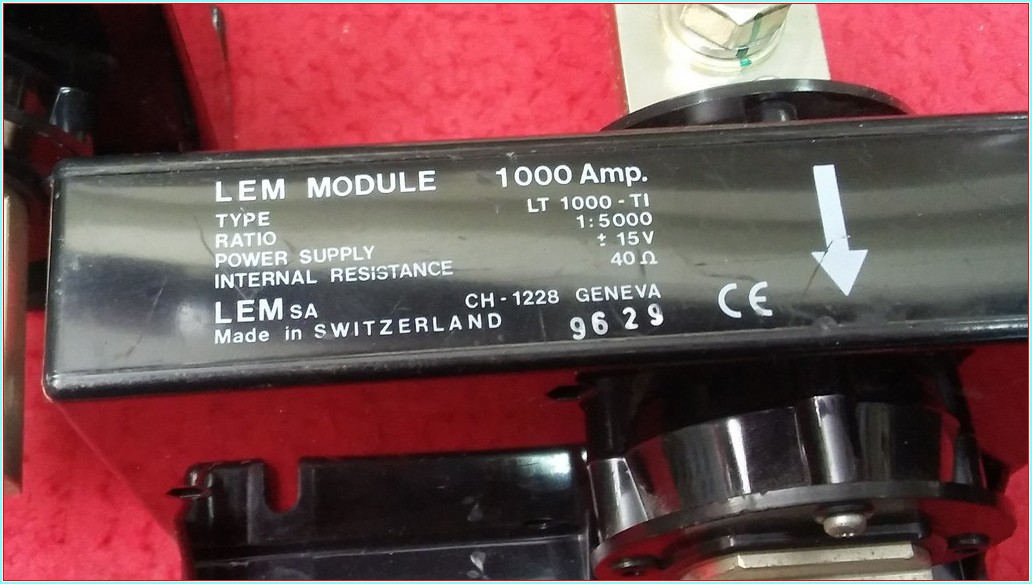 LEM MODULE 1000 Amp.
TYPE LT 1000 - TI
RATIO 1:5000
POWER SUPPLY ± 15V
INTERNAL RESISTANCE 40 Ω
LEM SA CH - 1228 GENEVA
Made in SWITZERLAND 9629
CE